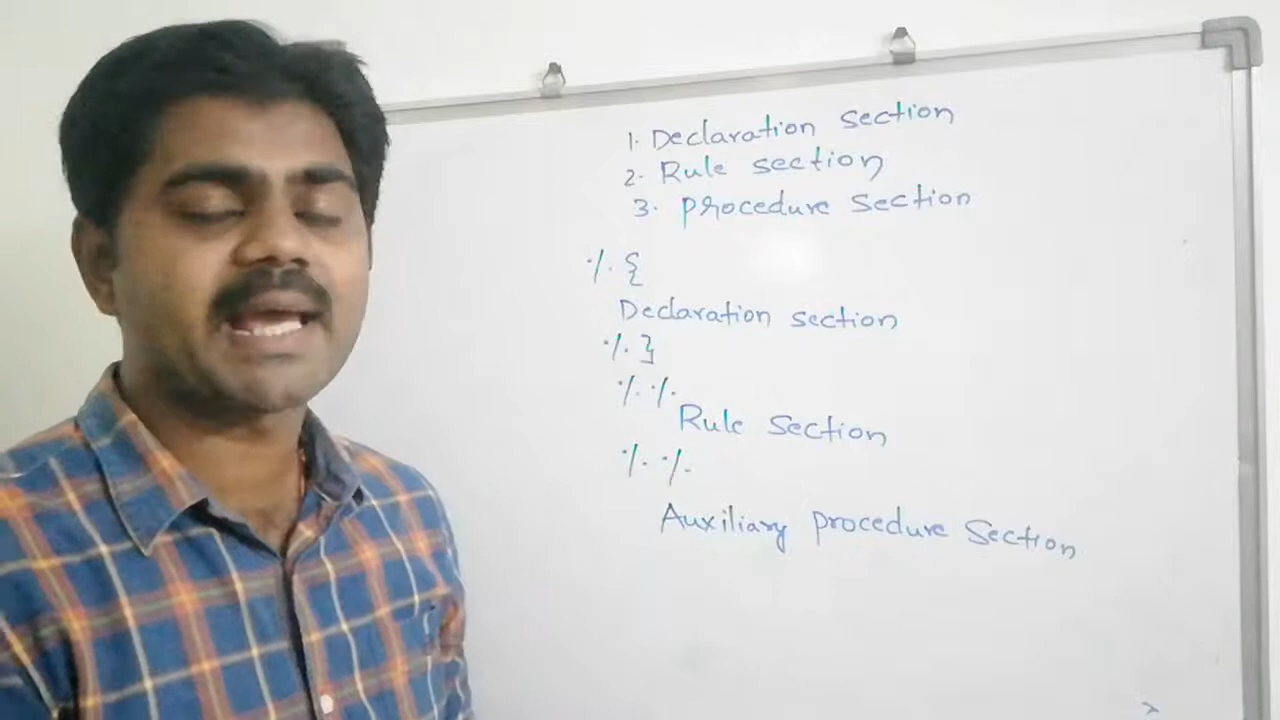 1. Declaration section
2. Rule section
3. procedure section
%{
Declaration section
%}
%%
Rule section
%%
Auxiliary procedure Section